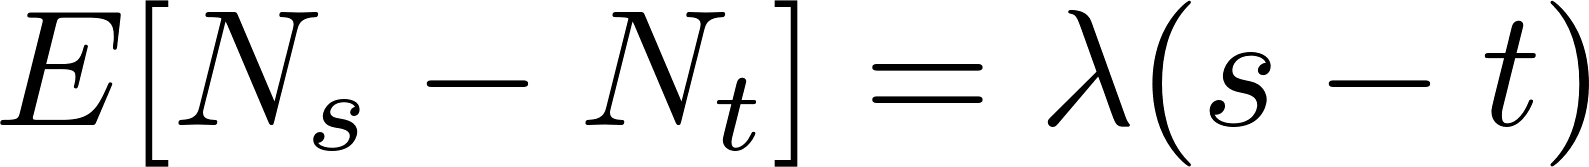 E[N_s − N_t] = λ(s − t)